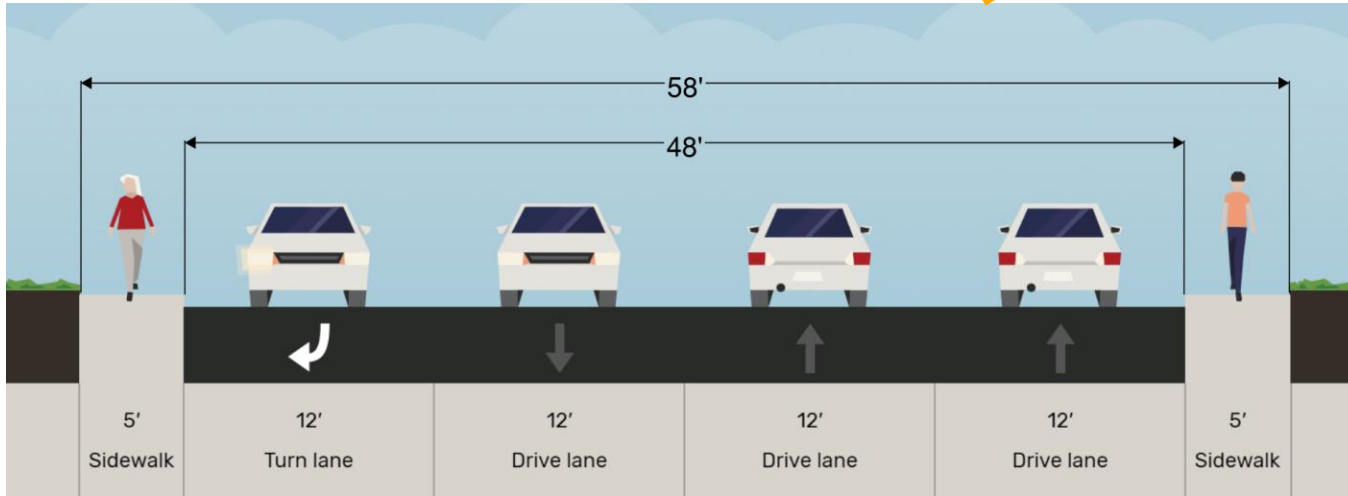 58'
48'
5′ 12′ 12′ 12′ 12′ 5′
Sidewalk Turn lane Drive lane Drive lane Drive lane Sidewalk